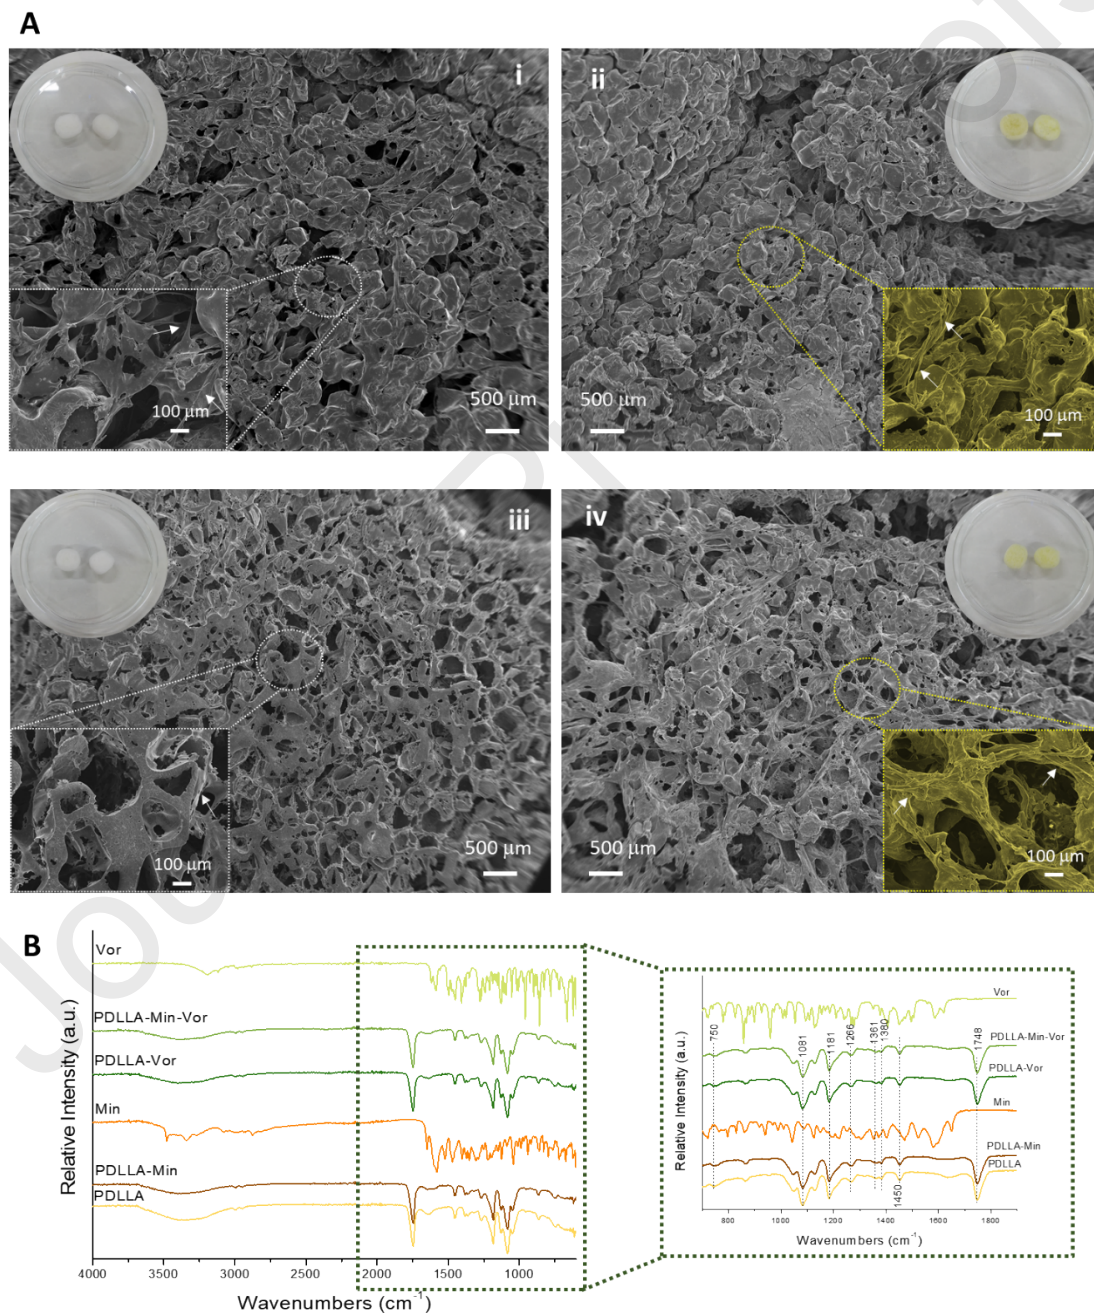 A
i
100 μm
500 μm
ii
500 μm
100 μm
iii
100 μm
500 μm
iv
500 μm
100 μm
B
Vor
PDLLA-Min-Vor
PDLLA-Vor
Min
PDLLA-Min
PDLLA
Relative Intensity (a.u.)
4000 3500 3000 2500 2000 1500 1000
Wavenumbers (cm⁻¹)
Vor
750 1081 1181 1266 1361 1380 1748
PDLLA-Min-Vor
PDLLA-Vor
Min
PDLLA-Min
PDLLA
1450
Relative Intensity (a.u.)
800 1000 1200 1400 1600 1800
Wavenumbers (cm⁻¹)